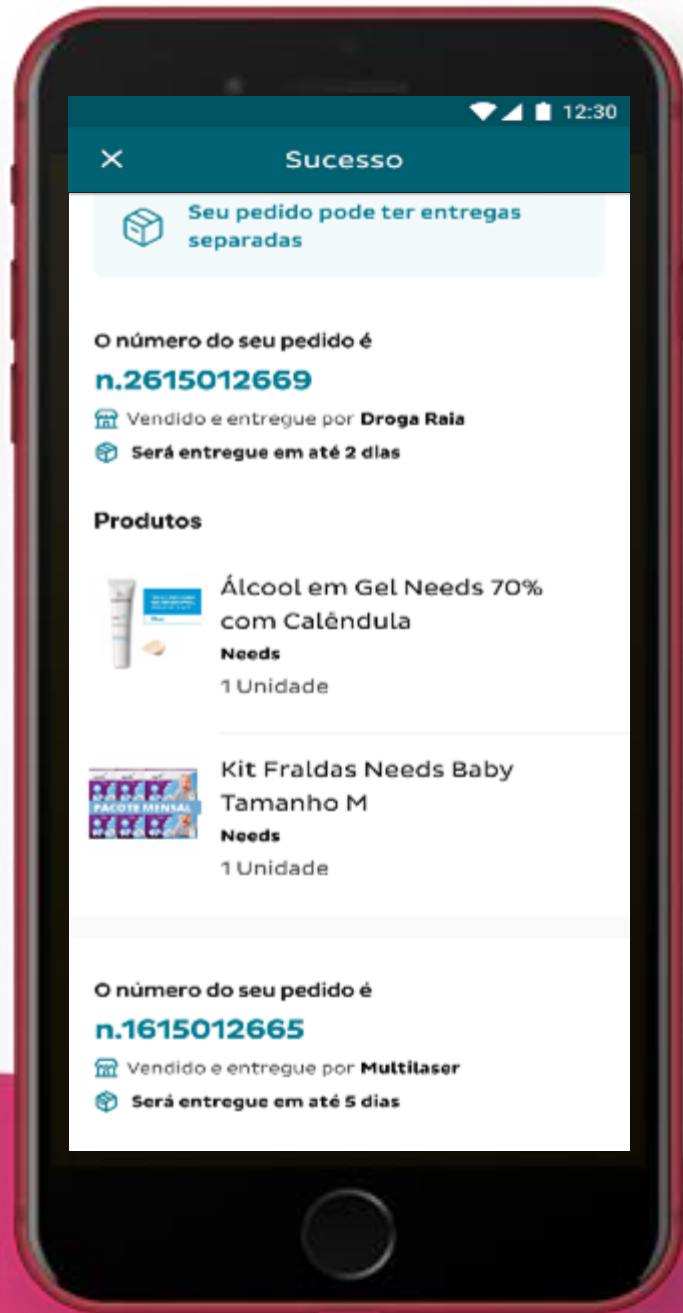 12:30
Sucesso
Seu pedido pode ter entregas
separadas
O número do seu pedido é
n.2615012669
Vendido e entregue por Droga Raia
Será entregue em até 2 dias
Produtos
Álcool em Gel Needs 70%
com Calêndula
Needs
1 Unidade
PACOTE MENSAL
Kit Fraldas Needs Baby
Tamanho M
Needs
1 Unidade
O número do seu pedido é
n.1615012665
Vendido e entregue por Multilaser
Será entregue em até 5 dias